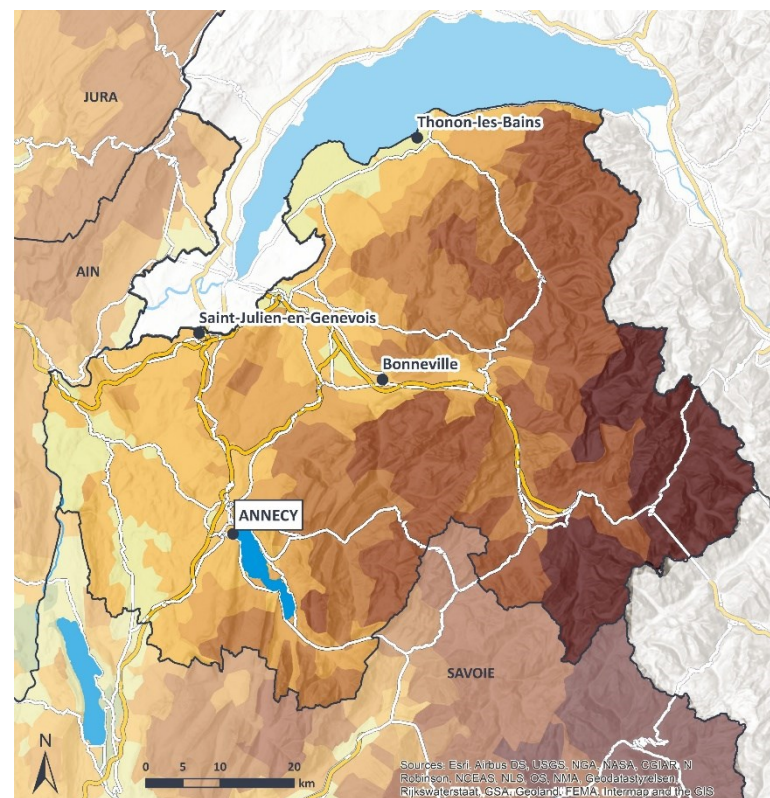 JURA
Thonon-les-Bains
AIN
Saint-Julien-en-Genevois
Bonneville
ANNECY
SAVOIE
N
0 5 10 20
km
Sources: Esri, Airbus DS, USGS, NGA, NASA, CGIAR, N
Robinson, NCEAS, NLS, OS, NMA, Geodatastyrelsen,
Rijkswaterstaat, GSA, Geoland, FEMA, Intermap and the GIS